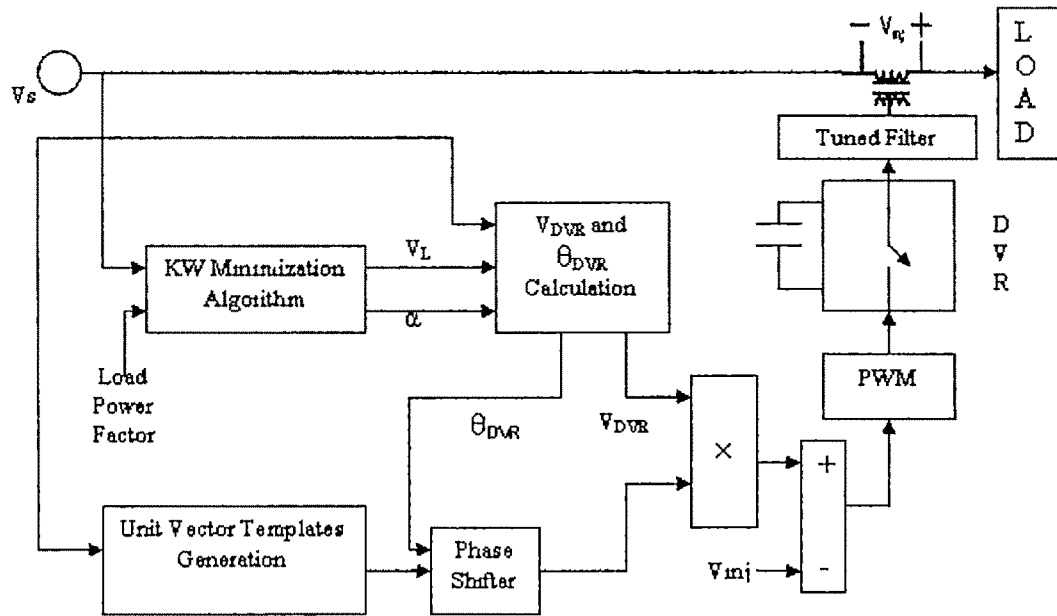 − Vinj +
L
O
A
D
Vs
Tuned Filter
D
V
R
VDVR and
θDVR
Calculation
KW Minimization
Algorithm
VL
α
Load
Power
Factor
PWM
θDVR
VDVR
×
+
-
Vinj
Unit Vector Templates
Generation
Phase
Shifter